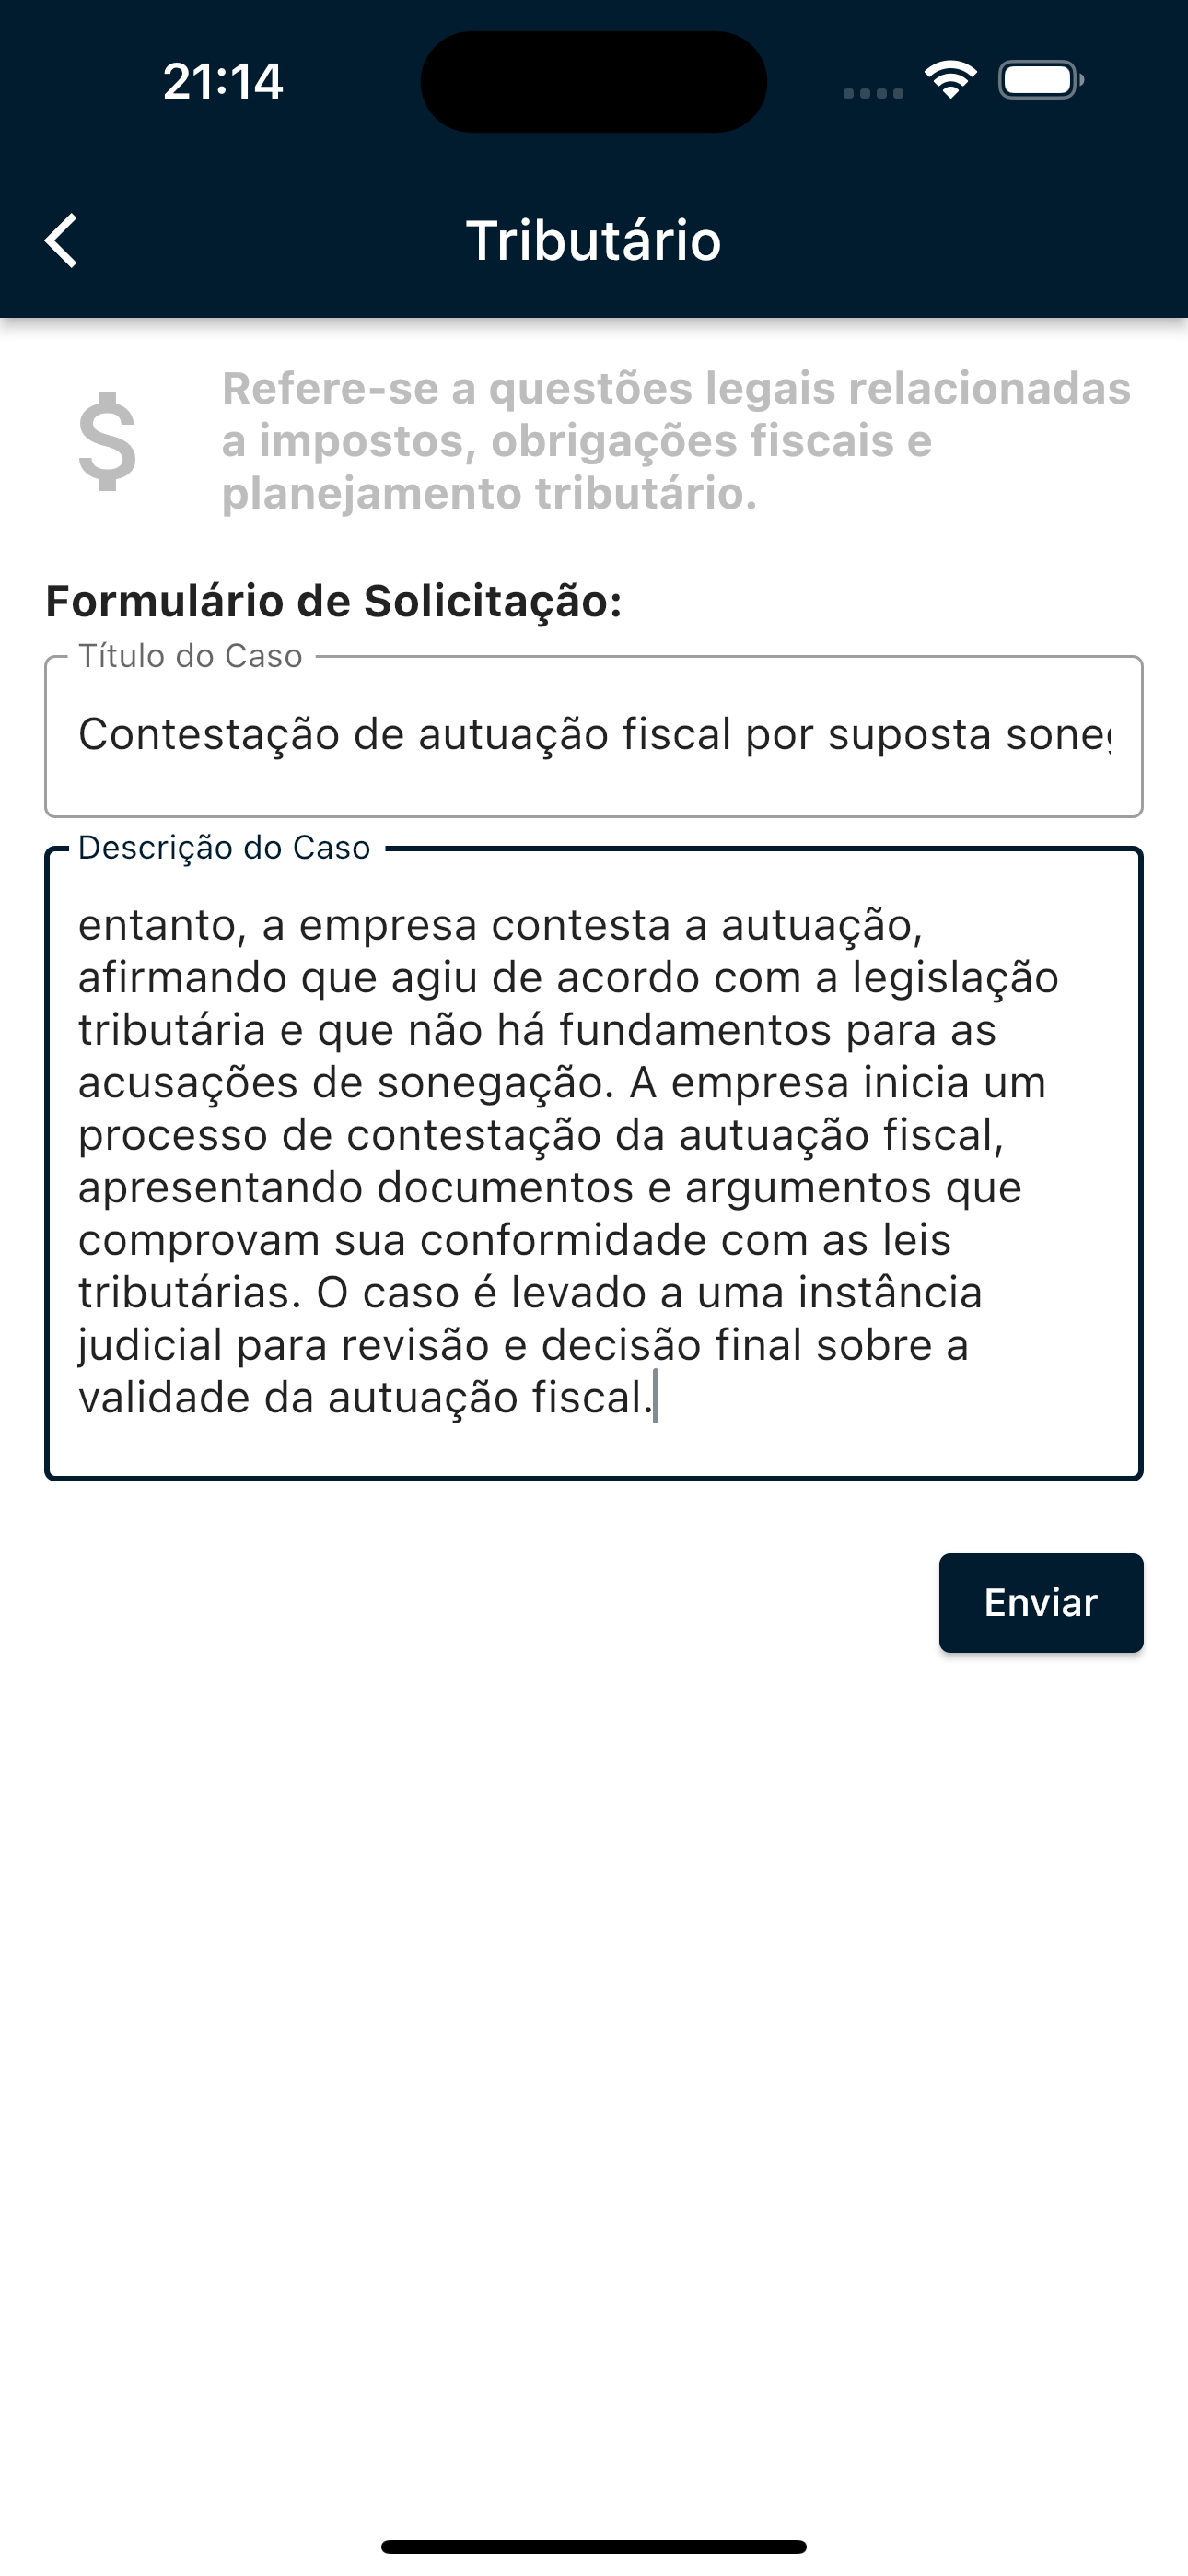 21:14
Tributário
Refere-se a questões legais relacionadas
a impostos, obrigações fiscais e
planejamento tributário.
Formulário de Solicitação:
Título do Caso
Contestação de autuação fiscal por suposta
Descrição do Caso
entanto, a empresa contesta a autuação,
afirmando que agiu de acordo com a legislação
tributária e que não há fundamentos para as
acusações de sonegação. A empresa inicia um
processo de contestação da autuação fiscal,
apresentando documentos e argumentos que
comprovam sua conformidade com as leis
tributárias. O caso é levado a uma instância
judicial para revisão e decisão final sobre a
validade da autuação fiscal.
Enviar